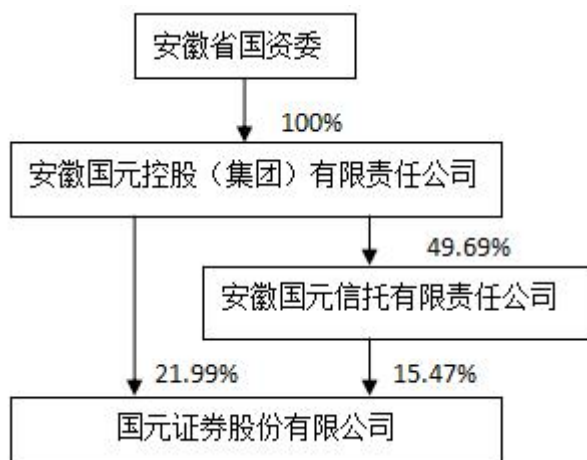 安徽省国资委
100%
安徽国元控股（集团）有限责任公司
49.69%
安徽国元信托有限责任公司
21.99%
15.47%
国元证券股份有限公司